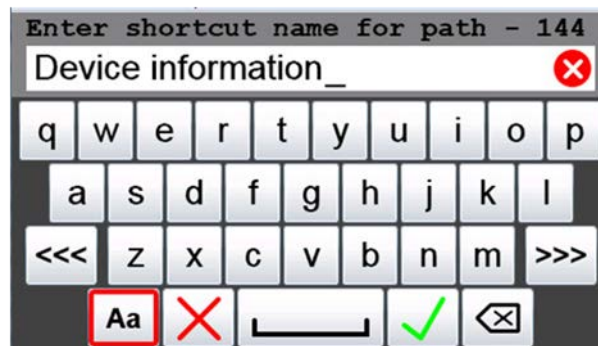 Enter shortcut name for path - 144
Device information_
q w e r t y u i o p
a s d f g h j k l
<<< z x c v b n m >>>
Aa